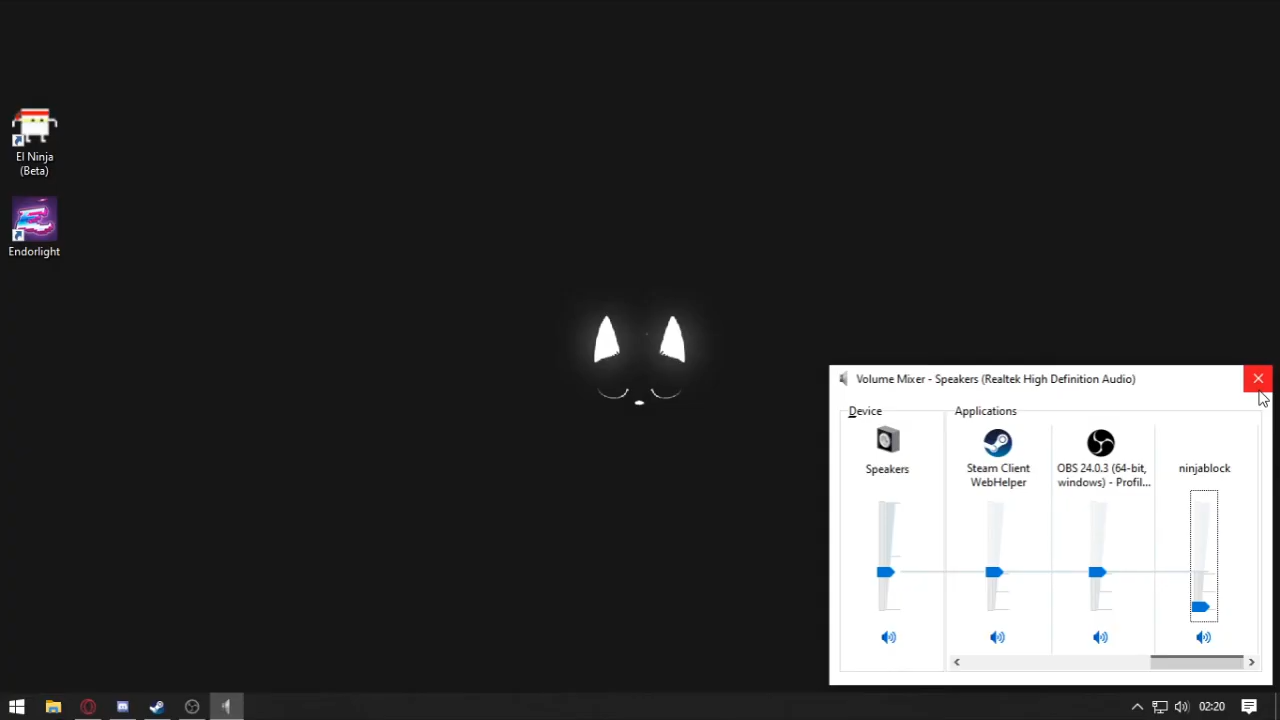 El Ninja
(Beta)
Endorlight
Volume Mixer - Speakers (Realtek High Definition Audio)
Device
Applications
Speakers
Steam Client
WebHelper
OBS 24.0.3 (64-bit,
windows) - Profil...
ninjablock
02:20